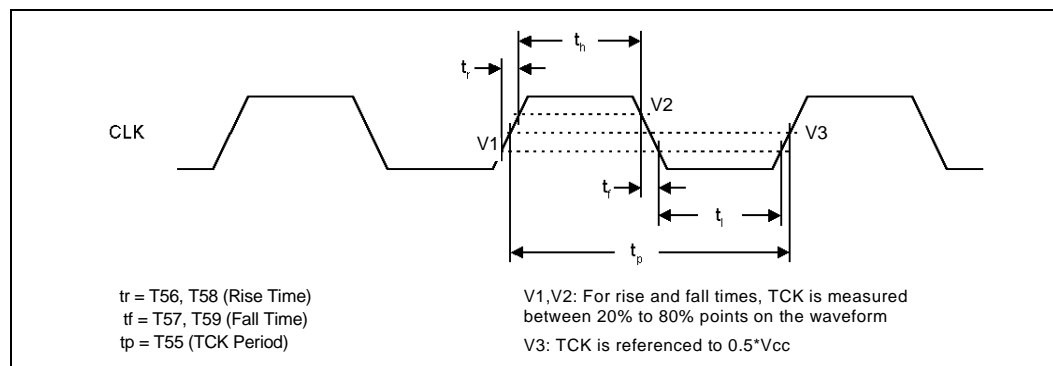 t_h
t_r
V2
CLK
V1
V3
t_f
t_l
t_p
tr = T56, T58 (Rise Time)
tf = T57, T59 (Fall Time)
tp = T55 (TCK Period)
V1,V2: For rise and fall times, TCK is measured
between 20% to 80% points on the waveform
V3: TCK is referenced to 0.5*Vcc